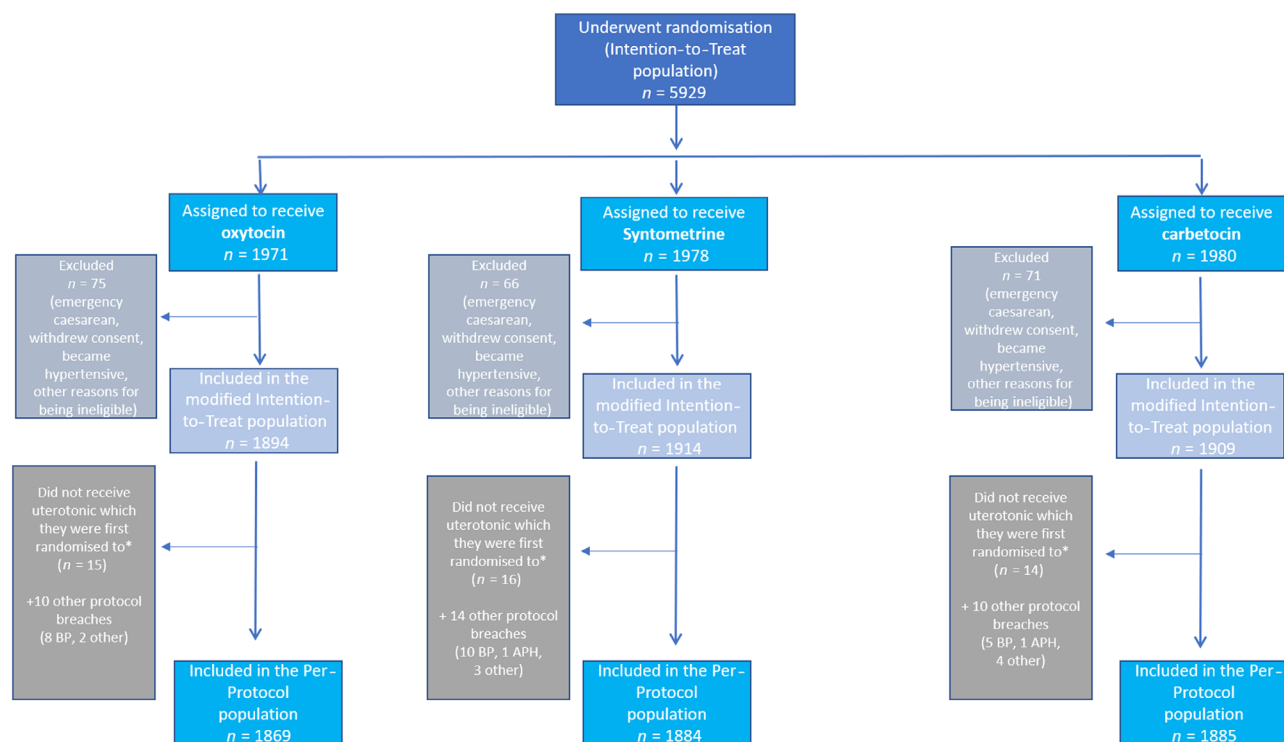 Underwent randomisation
(Intention-to-Treat
population)
n = 5929
Assigned to receive
oxytocin
n = 1971
Assigned to receive
Syntometrine
n = 1978
Assigned to receive
carbetocin
n = 1980
Excluded
n = 75
(emergency
caesarean,
withdrew consent,
became
hypertensive,
other reasons for
being ineligible)
Excluded
n = 66
(emergency
caesarean,
withdrew consent,
became
hypertensive,
other reasons for
being ineligible)
Excluded
n = 71
(emergency
caesarean,
withdrew consent,
became
hypertensive,
other reasons for
being ineligible)
Included in the
modified Intention-
to-Treat population
n = 1894
Included in the
modified Intention-
to-Treat population
n = 1914
Included in the
modified Intention-
to-Treat population
n = 1909
Did not receive
uterotonic which
they were first
randomised to*
(n = 15)
+10 other protocol
breaches
(8 BP, 2 other)
Did not receive
uterotonic which
they were first
randomised to*
(n = 16)
+ 14 other protocol
breaches
(10 BP, 1 APH,
3 other)
Did not receive
uterotonic which
they were first
randomised to*
(n = 14)
+ 10 other protocol
breaches
(5 BP, 1 APH,
4 other)
Included in the Per-
Protocol
population
n = 1869
Included in the Per-
Protocol
population
n = 1884
Included in the Per-
Protocol
population
n = 1885